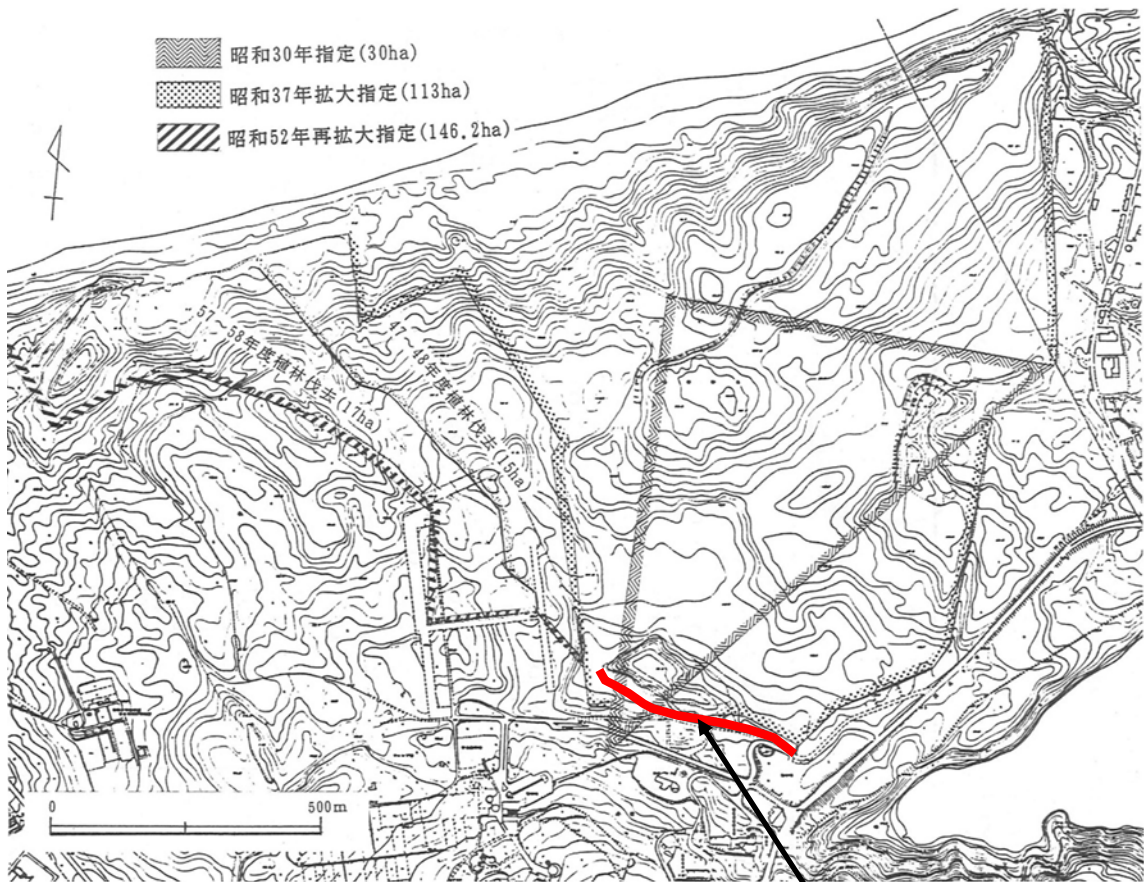 昭和30年指定(30ha)
昭和37年拡大指定(113ha)
昭和52年再拡大指定(146.2ha)
57~58年度植林伐去(17ha)
47~48年度植林伐去(15ha)
0 500m